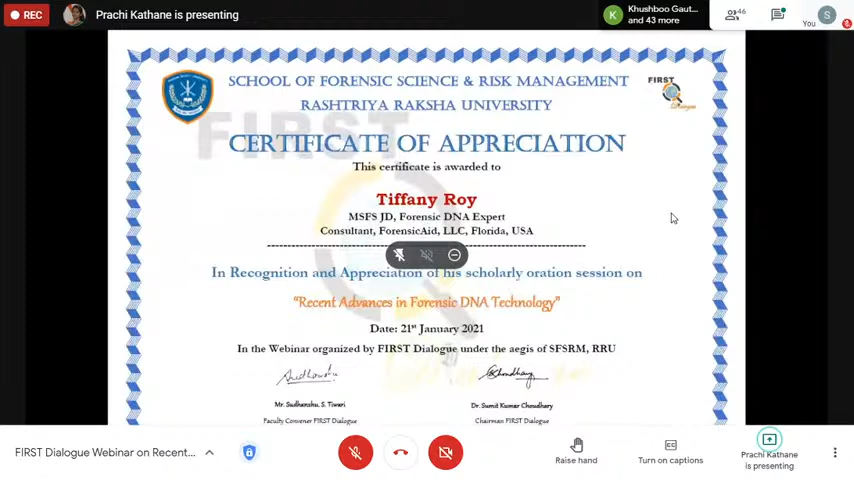 REC
Prachi Kathane is presenting
K
Khushboo Gaut...
and 43 more
46
S
You
SCHOOL OF FORENSIC SCIENCE & RISK MANAGEMENT
RASHTRIYA RAKSHA UNIVERSITY
FIRST
FIRST
CERTIFICATE OF APPRECIATION
This certificate is awarded to
Tiffany Roy
MSFS JD, Forensic DNA Expert
Consultant, ForensicAid, LLC, Florida, USA
In Recognition and Appreciation of his scholarly oration session on
"Recent Advances in Forensic DNA Technology"
Date: 21st January 2021
In the Webinar organized by FIRST Dialogue under the aegis of SFSRM, RRU
Mr. Sudhanshu. S. Tiwari
Dr. Sumit Kumar Choudhary
Faculty Convener FIRST Dialogue
Chairman FIRST Dialogue
FIRST Dialogue Webinar on Recent...
Raise hand
Turn on captions
Prachi Kathane
is presenting